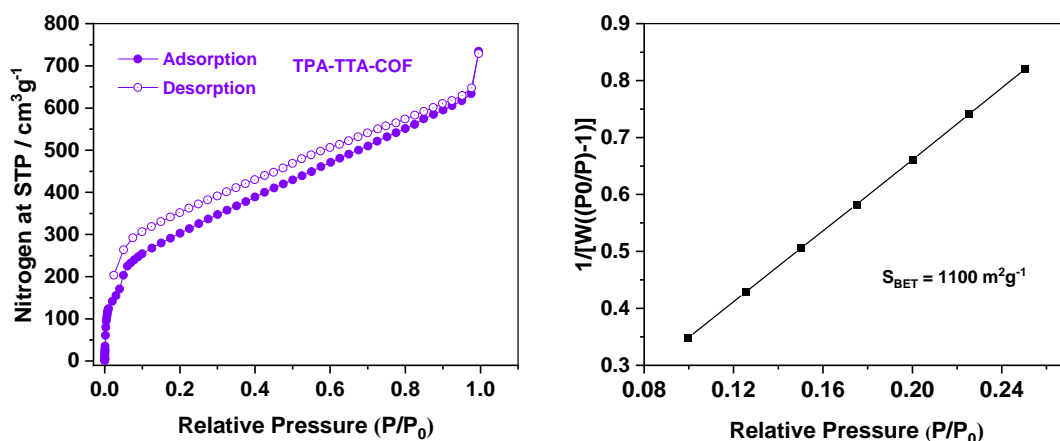 800
700
600
500
400
300
200
100
0
Nitrogen at STP / cm³g⁻¹
Adsorption
Desorption
TPA-TTA-COF
0.0 0.2 0.4 0.6 0.8 1.0
Relative Pressure (P/P₀)
0.9
0.8
0.7
0.6
0.5
0.4
0.3
1/[W((P0/P)-1)]
S_BET = 1100 m²g⁻¹
0.08 0.12 0.16 0.20 0.24
Relative Pressure (P/P₀)